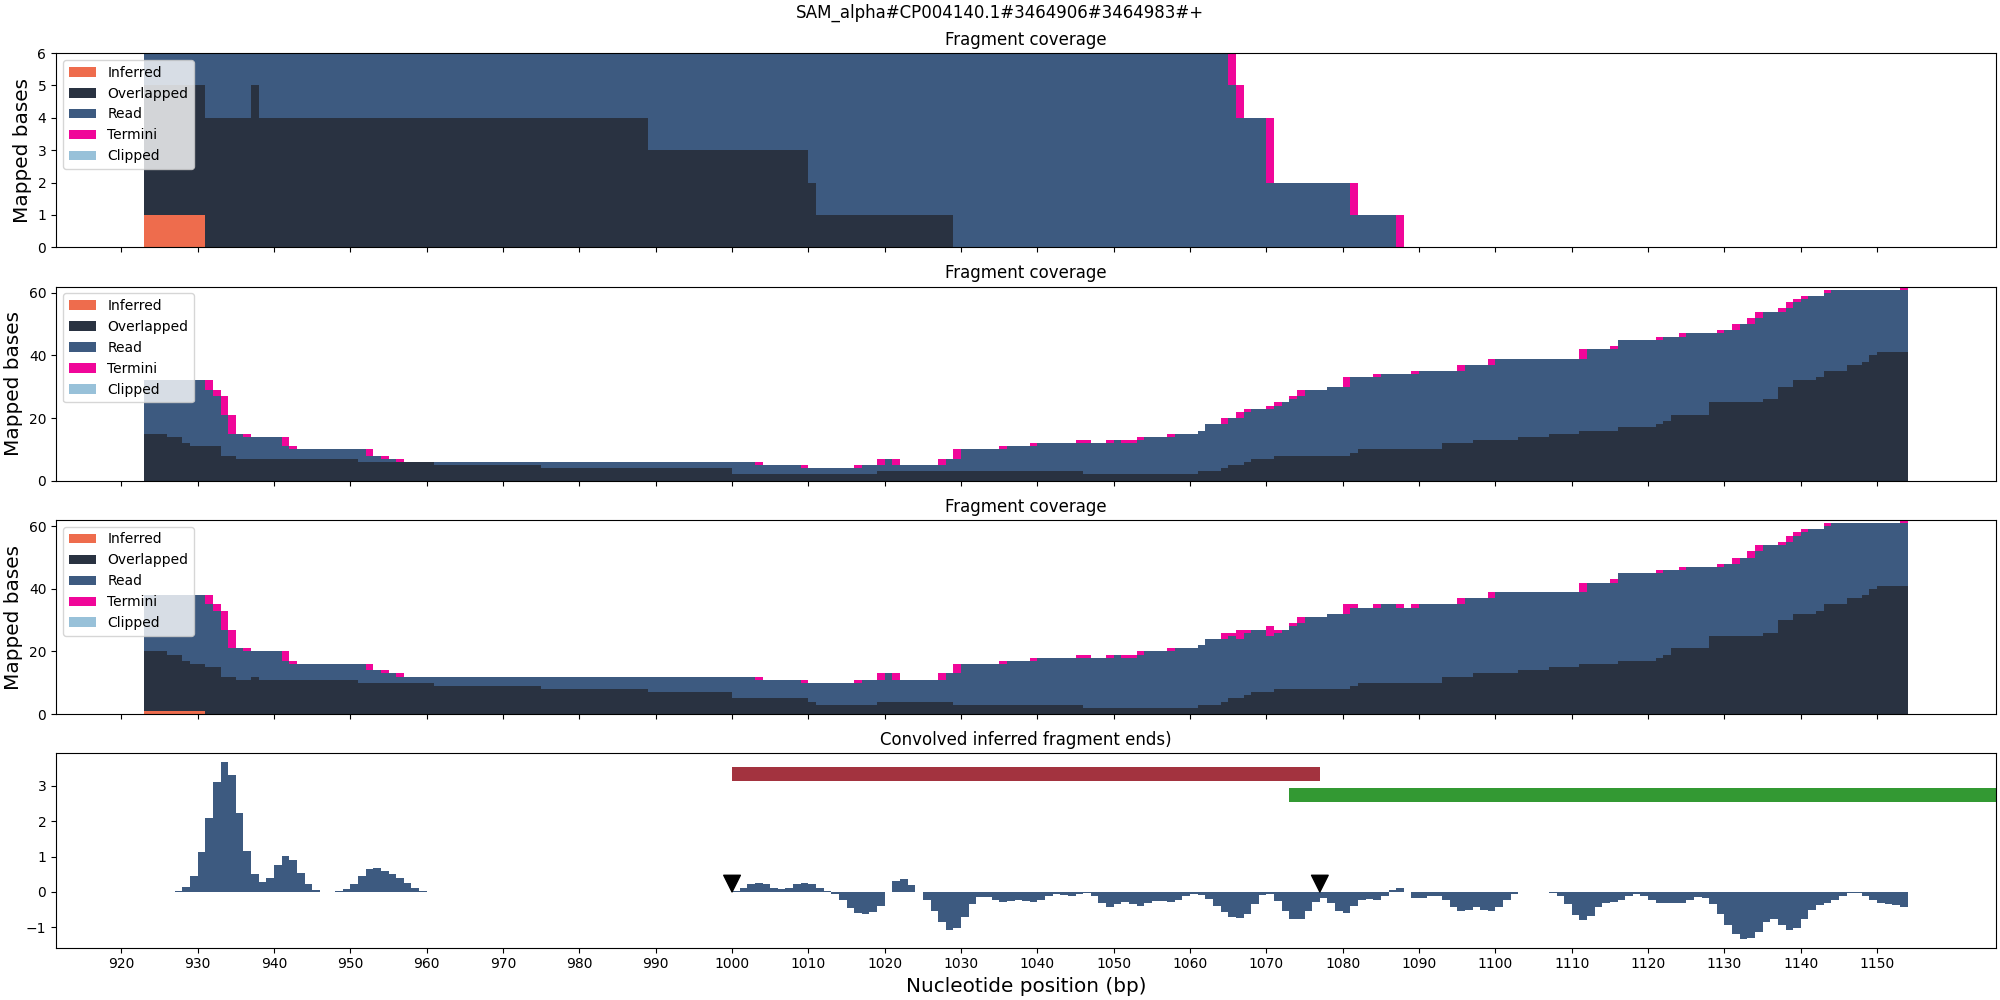 SAM_alpha#CP004140.1#3464906#3464983#+
Fragment coverage
Mapped bases
6
5
4
3
2
1
0
Inferred
Overlapped
Read
Termini
Clipped
Fragment coverage
Mapped bases
60
40
20
0
Inferred
Overlapped
Read
Termini
Clipped
Fragment coverage
Mapped bases
60
40
20
0
Inferred
Overlapped
Read
Termini
Clipped
Convolved inferred fragment ends)
3
2
1
0
−1
920 930 940 950 960 970 980 990 1000 1010 1020 1030 1040 1050 1060 1070 1080 1090 1100 1110 1120 1130 1140 1150
Nucleotide position (bp)